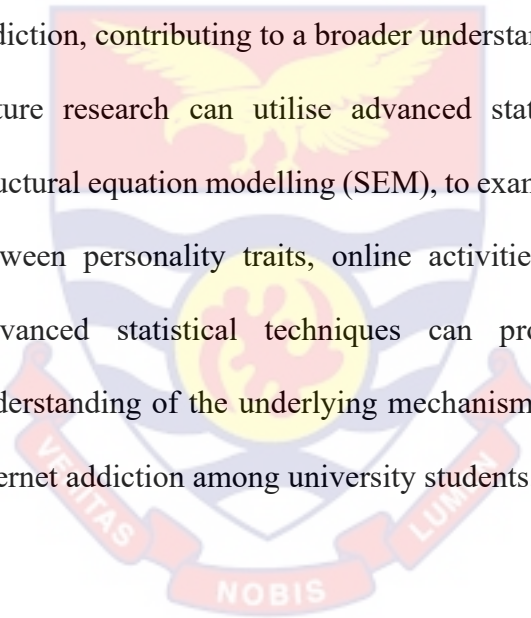 diction, contributing to a broader understan
ture research can utilise advanced stat
uctural equation modelling (SEM), to exam
ween personality traits, online activitie
vanced statistical techniques can pro
derstanding of the underlying mechanism
ernet addiction among university students
VERITAS
NOBIS
LUMEN